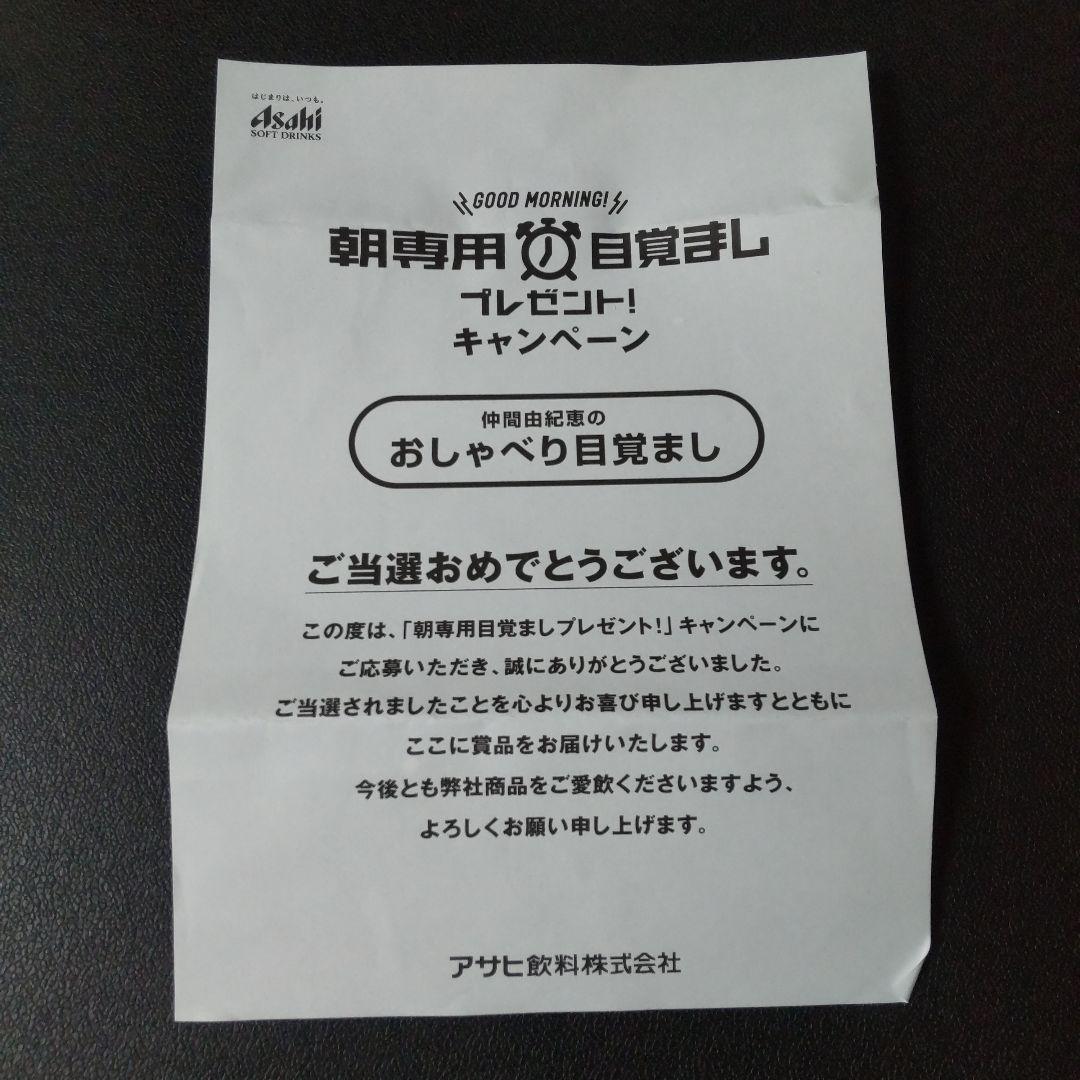 はじまりは、いつも。
Asahi
SOFT DRINKS
GOOD MORNING!
朝専用目覚まし
プレゼント!
キャンペーン
仲間由紀恵の
おしゃべり目覚まし
ご当選おめでとうございます。
この度は、「朝専用目覚ましプレゼント!」キャンペーンに
ご応募いただき、誠にありがとうございました。
ご当選されましたことを心よりお喜び申し上げますとともに
ここに賞品をお届けいたします。
今後とも弊社商品をご愛飲くださいますよう、
よろしくお願い申し上げます。
アサヒ飲料株式会社